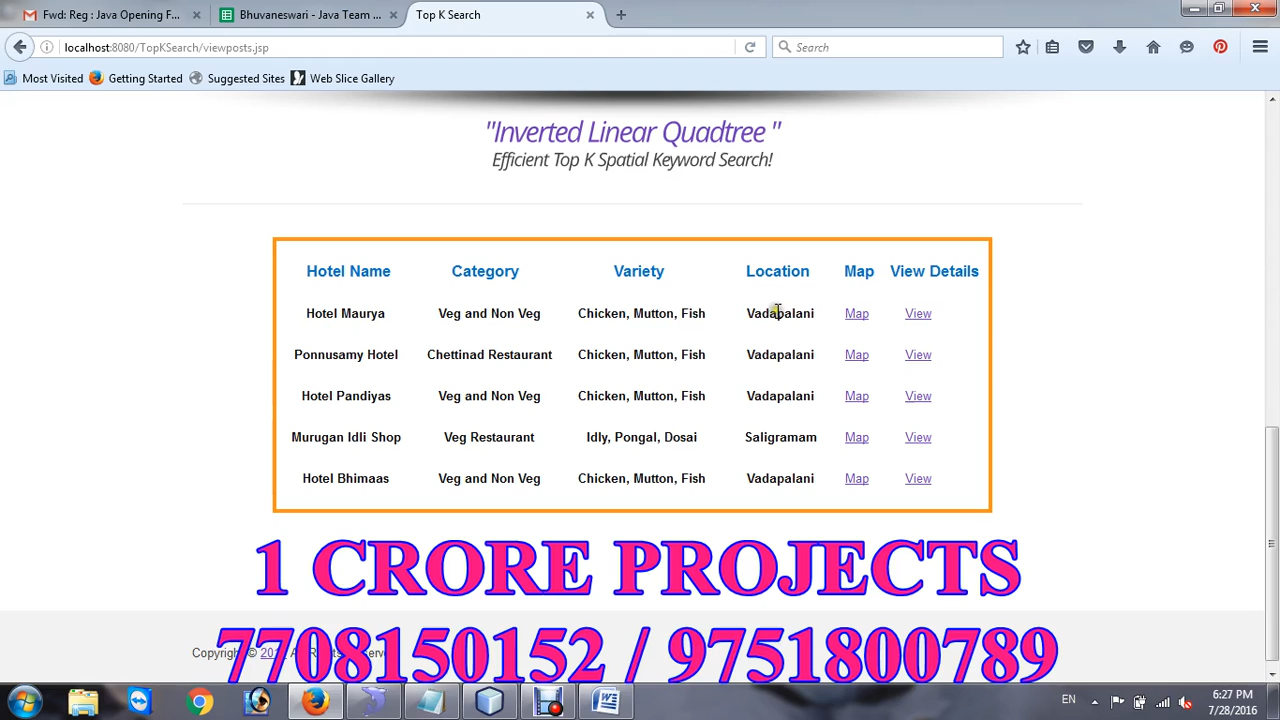 Fwd: Reg : Java Opening F...
Bhuvaneswari - Java Team ...
Top K Search
localhost:8080/TopKSearch/viewposts.jsp
Search
Most Visited
Getting Started
Suggested Sites
Web Slice Gallery
"Inverted Linear Quadtree "
Efficient Top K Spatial Keyword Search!
Hotel Name Category Variety Location Map View Details
Hotel Maurya Veg and Non Veg Chicken, Mutton, Fish Vadapalani Map View
Ponnusamy Hotel Chettinad Restaurant Chicken, Mutton, Fish Vadapalani Map View
Hotel Pandiyas Veg and Non Veg Chicken, Mutton, Fish Vadapalani Map View
Murugan Idli Shop Veg Restaurant Idly, Pongal, Dosai Saligramam Map View
Hotel Bhimaas Veg and Non Veg Chicken, Mutton, Fish Vadapalani Map View
1 CRORE PROJECTS
7708150152 / 9751800789
Copyright ©
EN
6:27 PM
7/28/2016